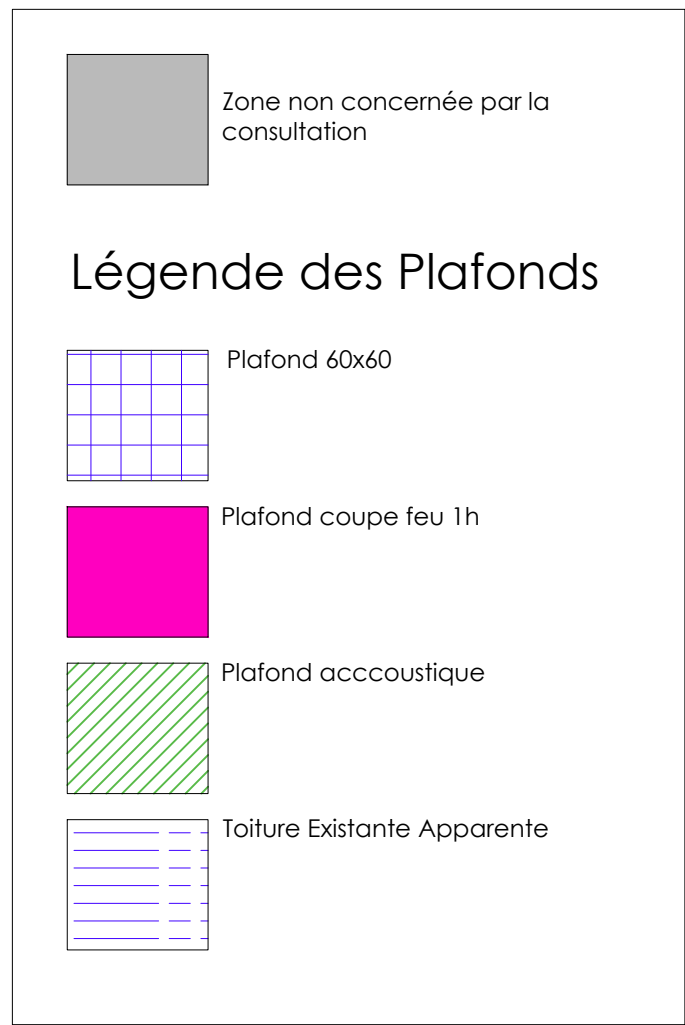 Zone non concernée par la
consultation
Légende des Plafonds
Plafond 60x60
Plafond coupe feu 1h
Plafond acccoustique
Toiture Existante Apparente